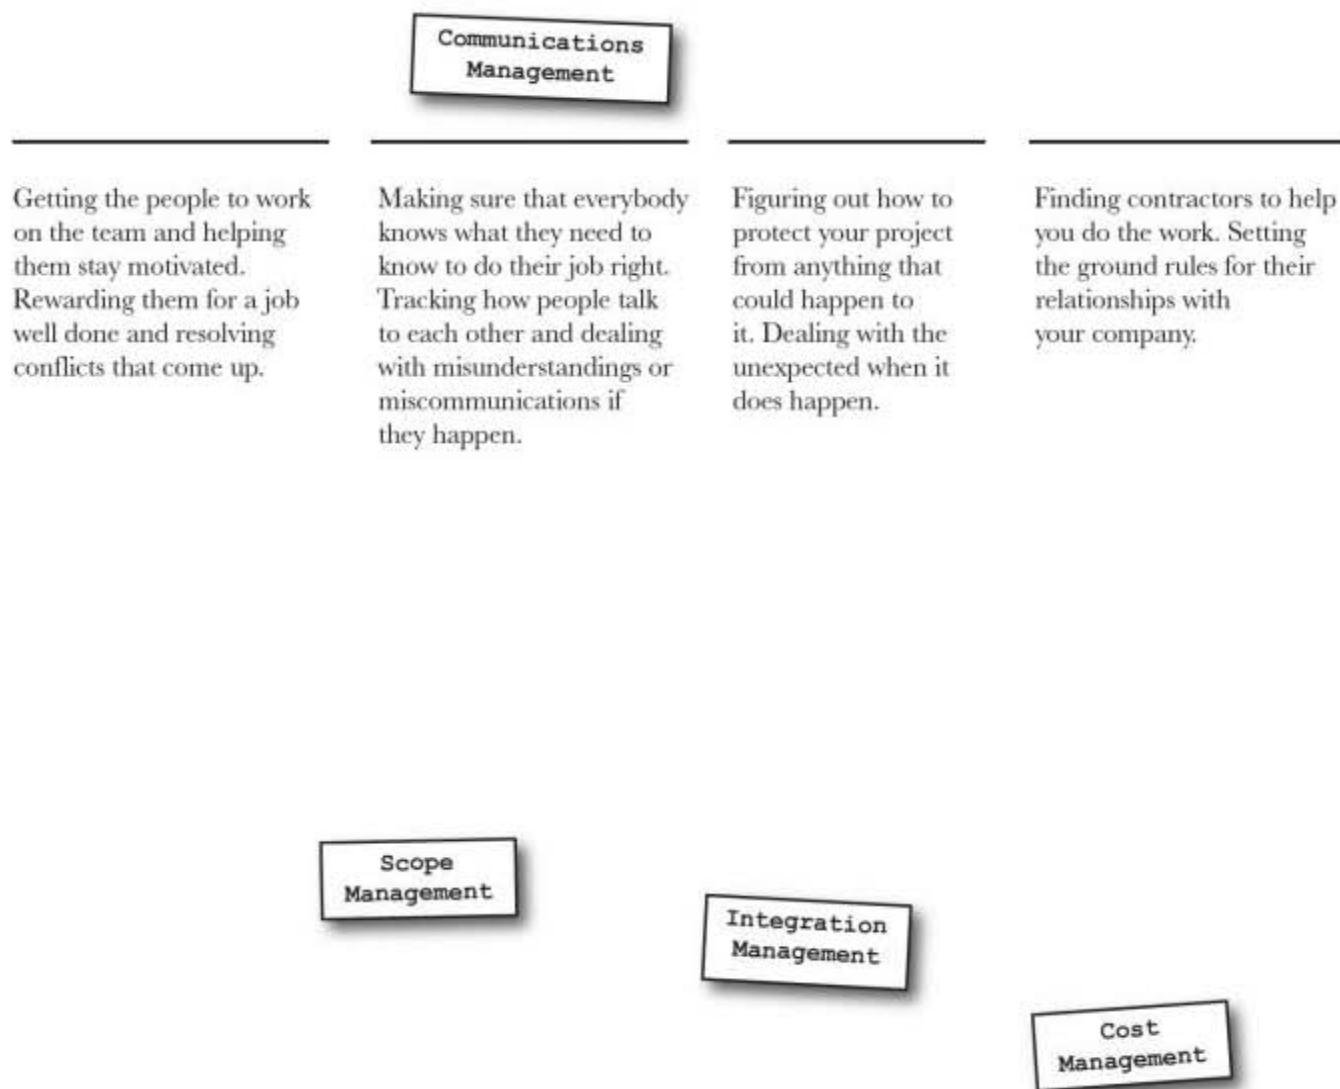 Communications
Management
Getting the people to work
on the team and helping
them stay motivated.
Rewarding them for a job
well done and resolving
conflicts that come up.
Making sure that everybody
knows what they need to
know to do their job right.
Tracking how people talk
to each other and dealing
with misunderstandings or
miscommunications if
they happen.
Figuring out how to
protect your project
from anything that
could happen to
it. Dealing with the
unexpected when it
does happen.
Finding contractors to help
you do the work. Setting
the ground rules for their
relationships with
your company.
Scope
Management
Integration
Management
Cost
Management